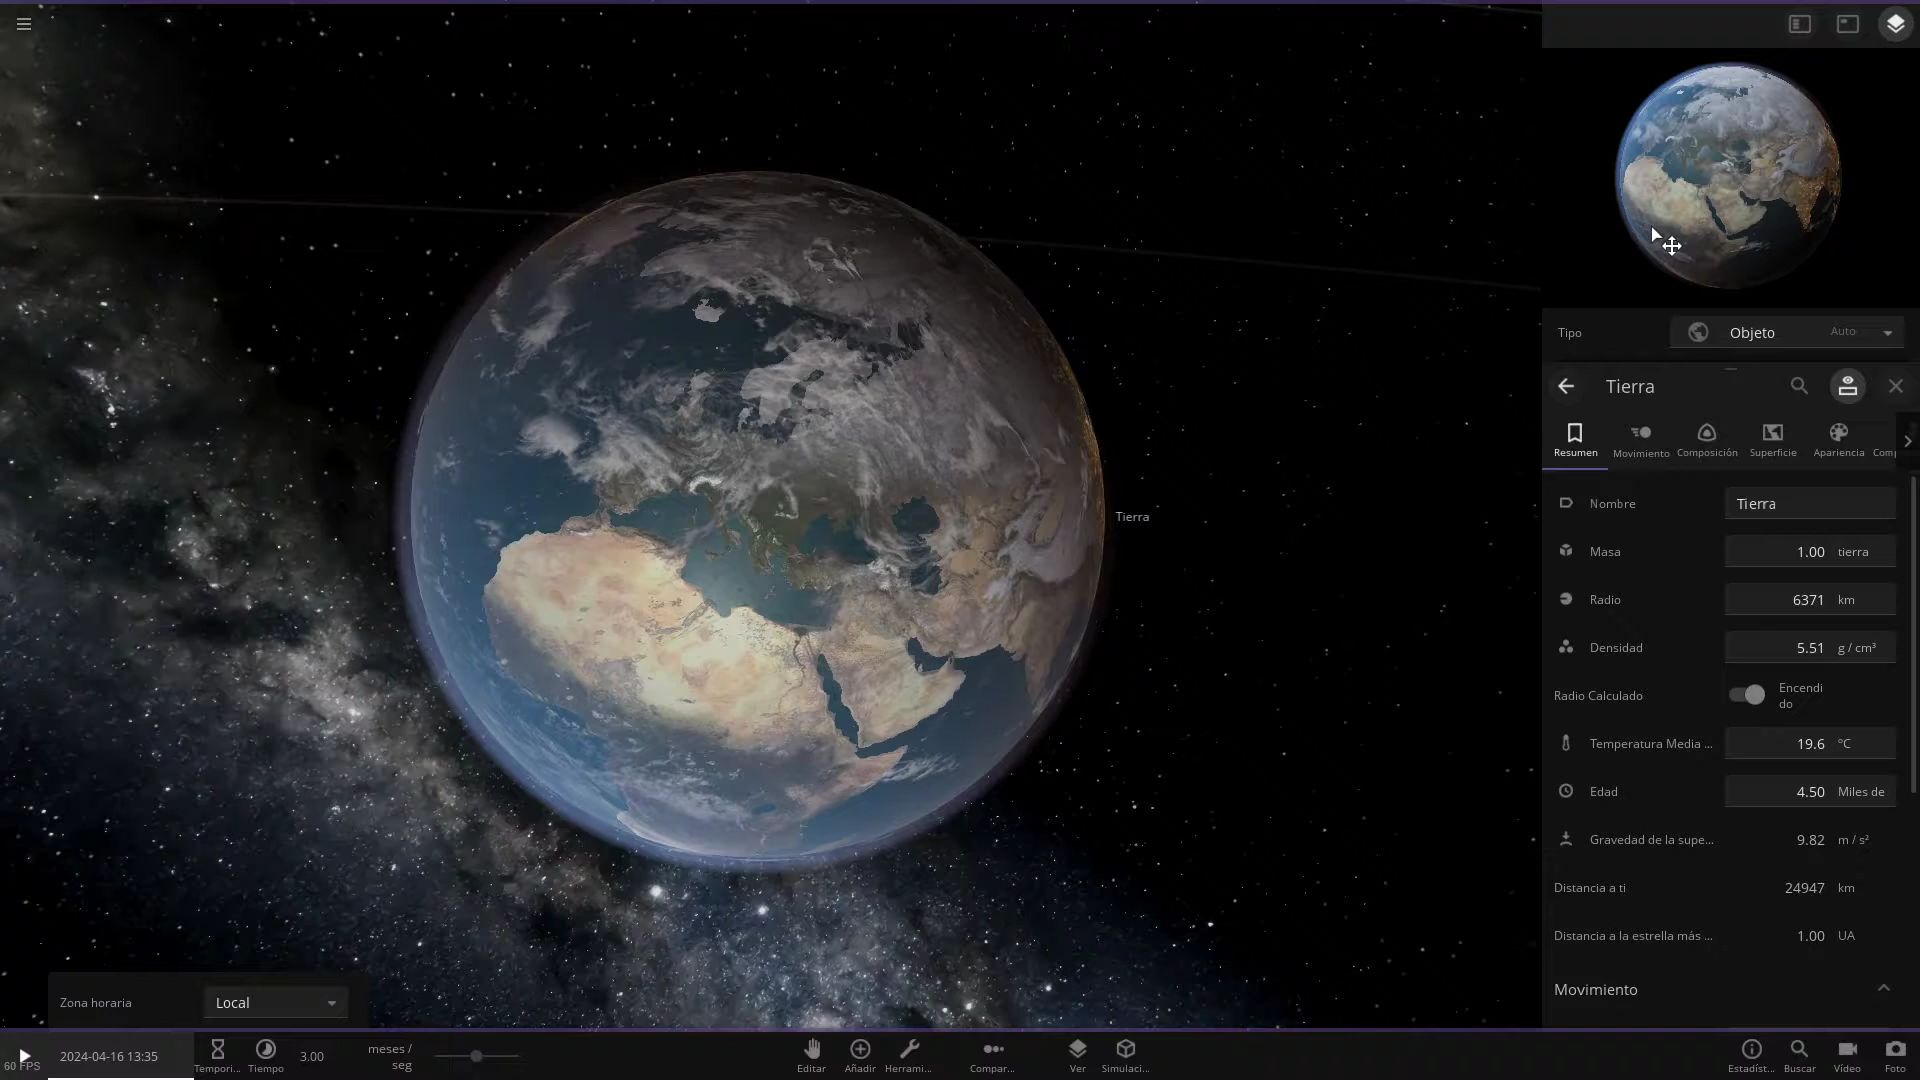 Tipo
Objeto
Auto
Tierra
Resumen
Movimiento
Composición
Superficie
Apariencia
Comp
Nombre
Tierra
Masa
1.00 tierra
Radio
6371 km
Densidad
5.51 g / cm³
Radio Calculado
Encendi
do
Temperatura Media ...
19.6 ºC
Edad
4.50 Miles de
Gravedad de la supe...
9.82 m / s²
Distancia a ti
24947 km
Distancia a la estrella más ...
1.00 UA
Movimiento
Tierra
Zona horaria
Local
60 FPS
2024-04-16 13:35
Tempori...
Tiempo
3.00
meses /
seg
Editar
Añadir
Herrami...
Compar...
Ver
Simulaci...
Estadíst...
Buscar
Vídeo
Foto